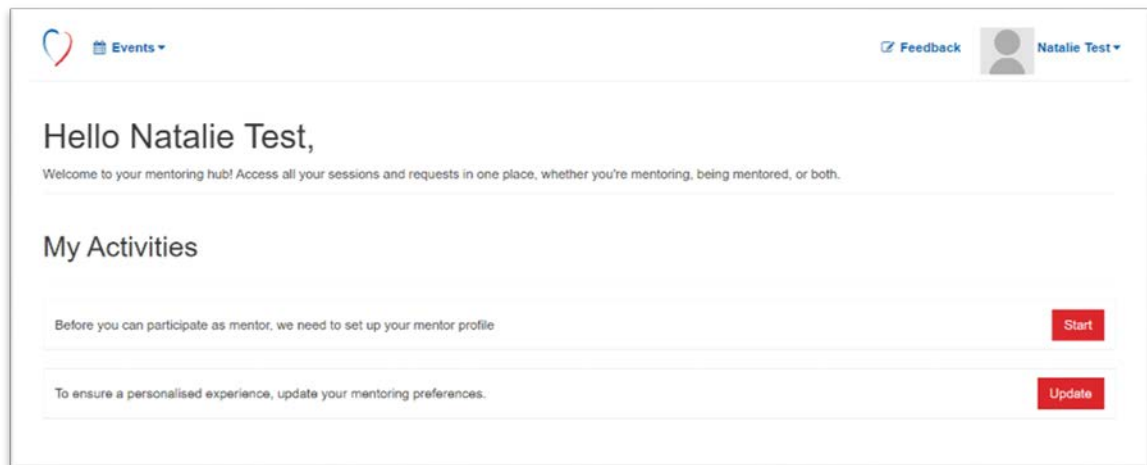 Events
Feedback
Natalie Test
Hello Natalie Test,
Welcome to your mentoring hub! Access all your sessions and requests in one place, whether you're mentoring, being mentored, or both.
My Activities
Before you can participate as mentor, we need to set up your mentor profile
Start
To ensure a personalised experience, update your mentoring preferences.
Update